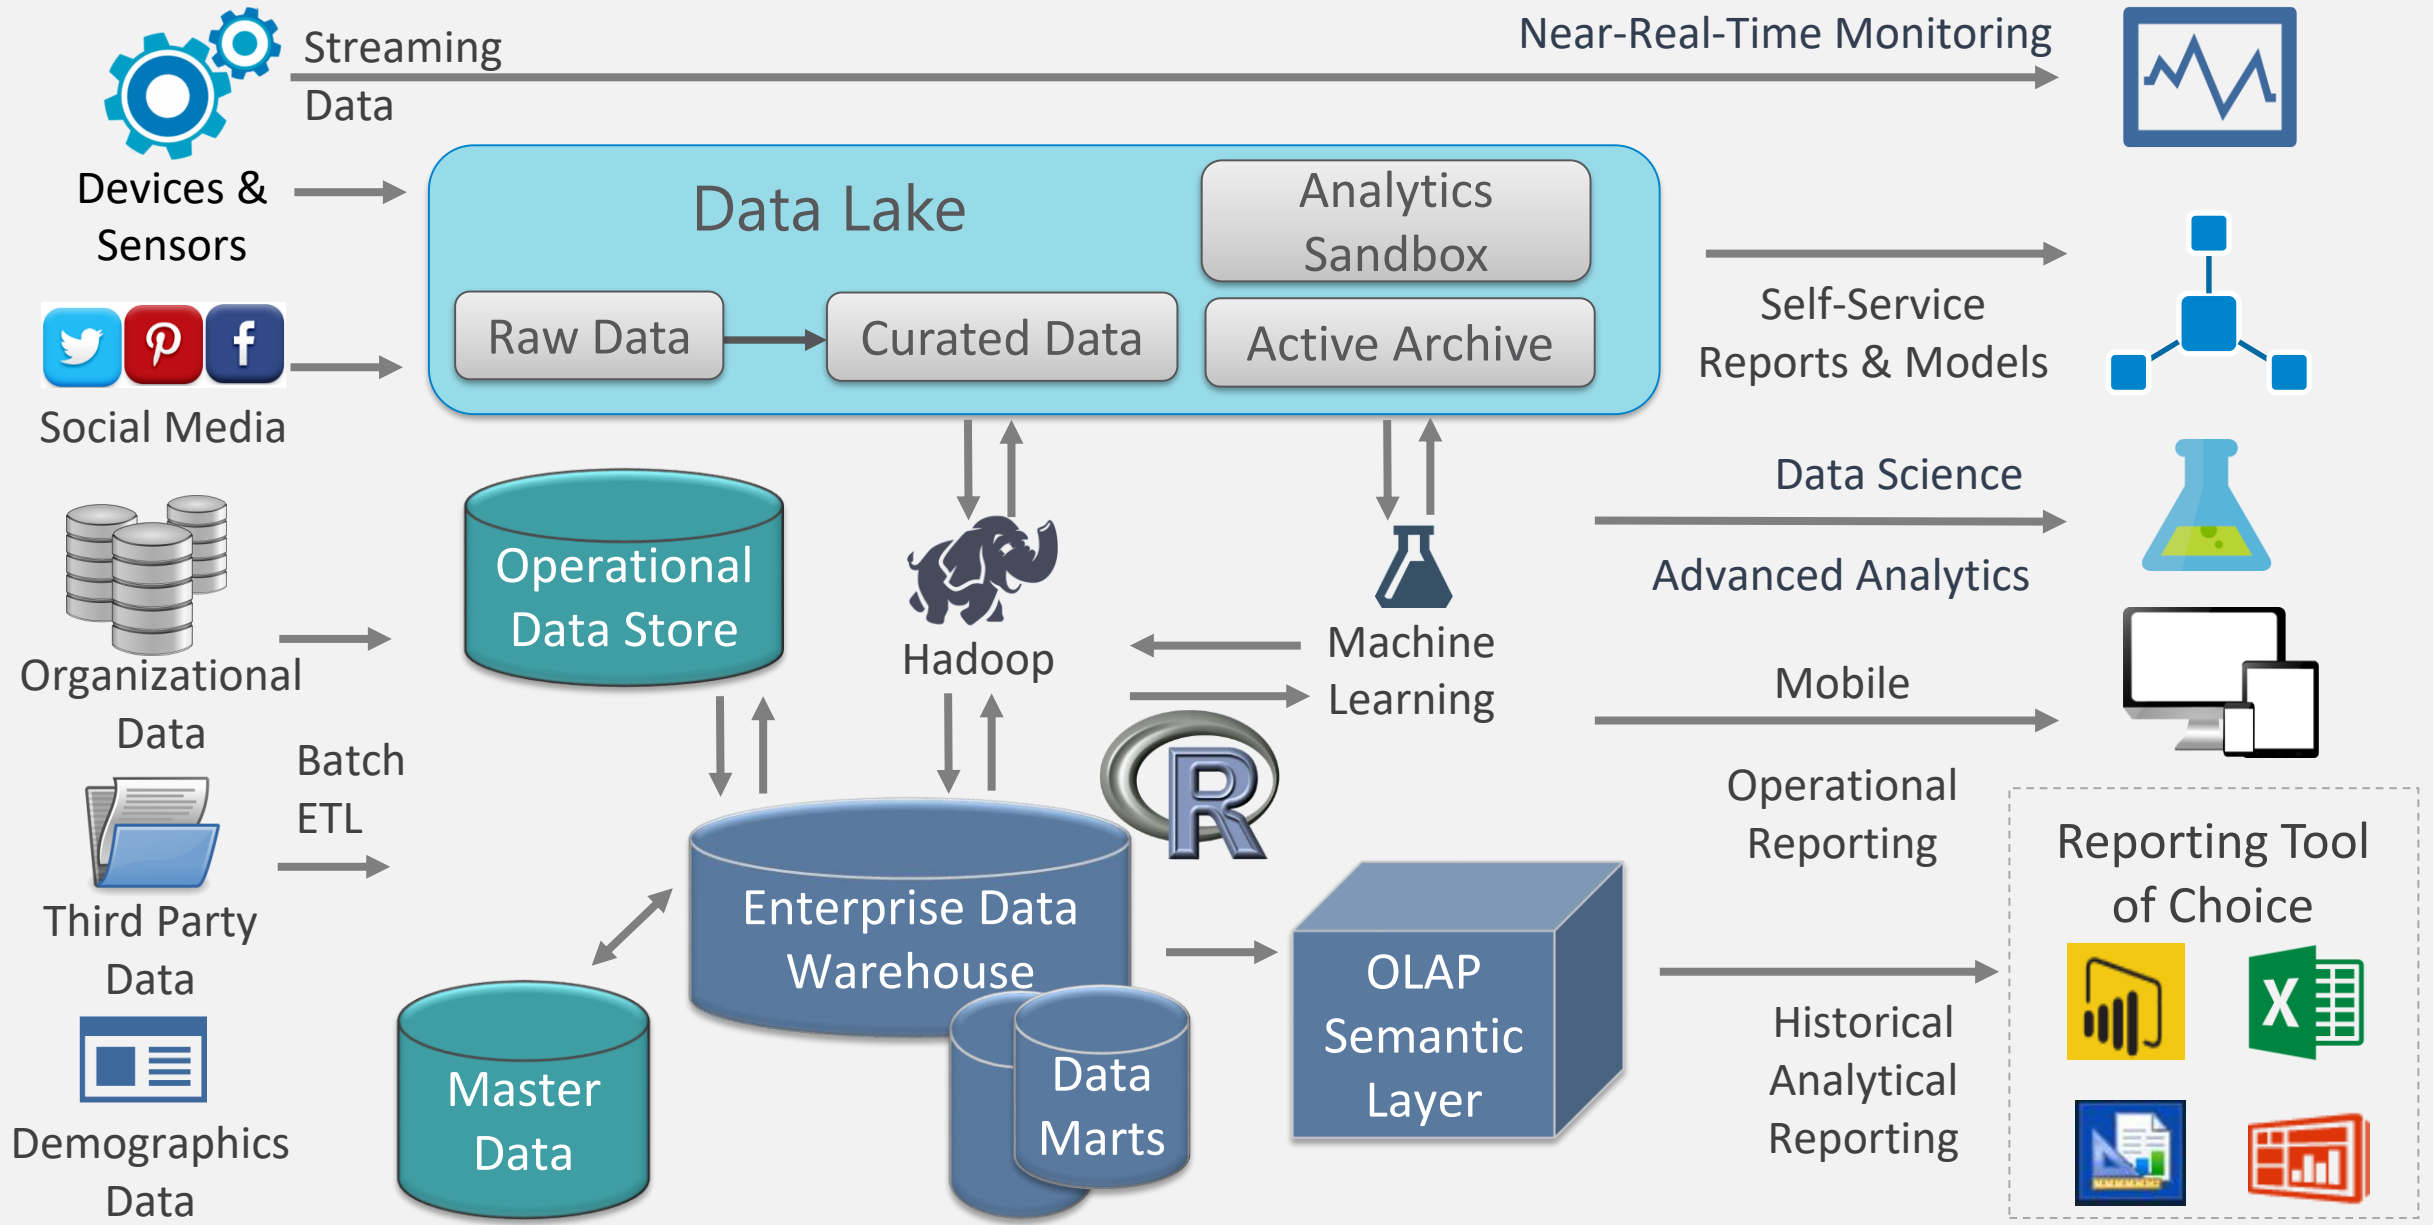 Streaming
Data
Near-Real-Time Monitoring
Devices &
Sensors
Data Lake
Analytics
Sandbox
Raw Data
Curated Data
Active Archive
Self-Service
Reports & Models
Social Media
Operational
Data Store
Hadoop
Machine
Learning
Data Science
Advanced Analytics
Organizational
Data
Mobile
Operational
Reporting
Batch
ETL
R
Third Party
Data
Enterprise Data
Warehouse
OLAP
Semantic
Layer
Reporting Tool
of Choice
X
Historical
Analytical
Reporting
Master
Data
Data
Marts
Demographics
Data